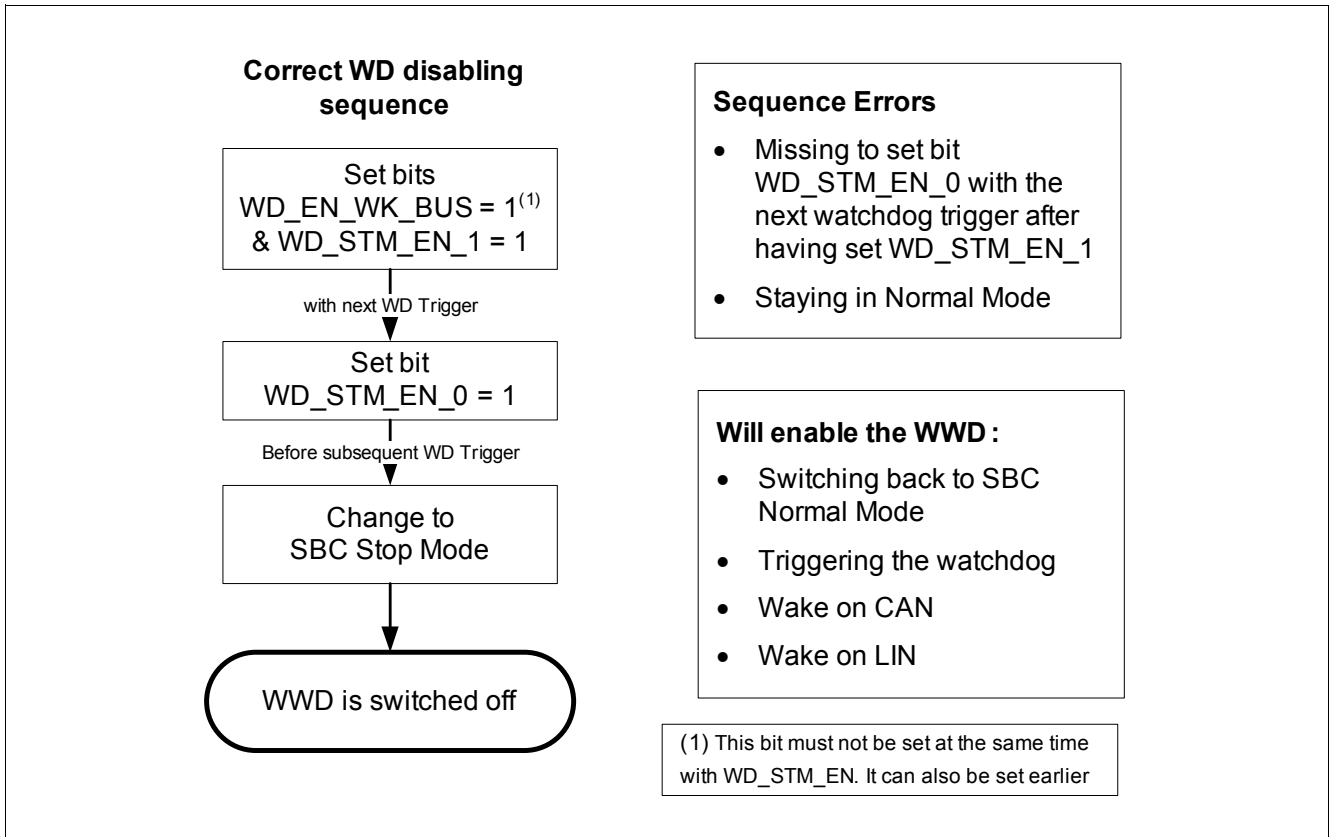 Correct WD disabling
sequence
Set bits
WD_EN_WK_BUS = 1(1)
& WD_STM_EN_1 = 1
with next WD Trigger
Set bit
WD_STM_EN_0 = 1
Before subsequent WD Trigger
Change to
SBC Stop Mode
WWD is switched off
Sequence Errors
• Missing to set bit
WD_STM_EN_0 with the
next watchdog trigger after
having set WD_STM_EN_1
• Staying in Normal Mode
Will enable the WWD :
• Switching back to SBC
Normal Mode
• Triggering the watchdog
• Wake on CAN
• Wake on LIN
(1) This bit must not be set at the same time
with WD_STM_EN. It can also be set earlier